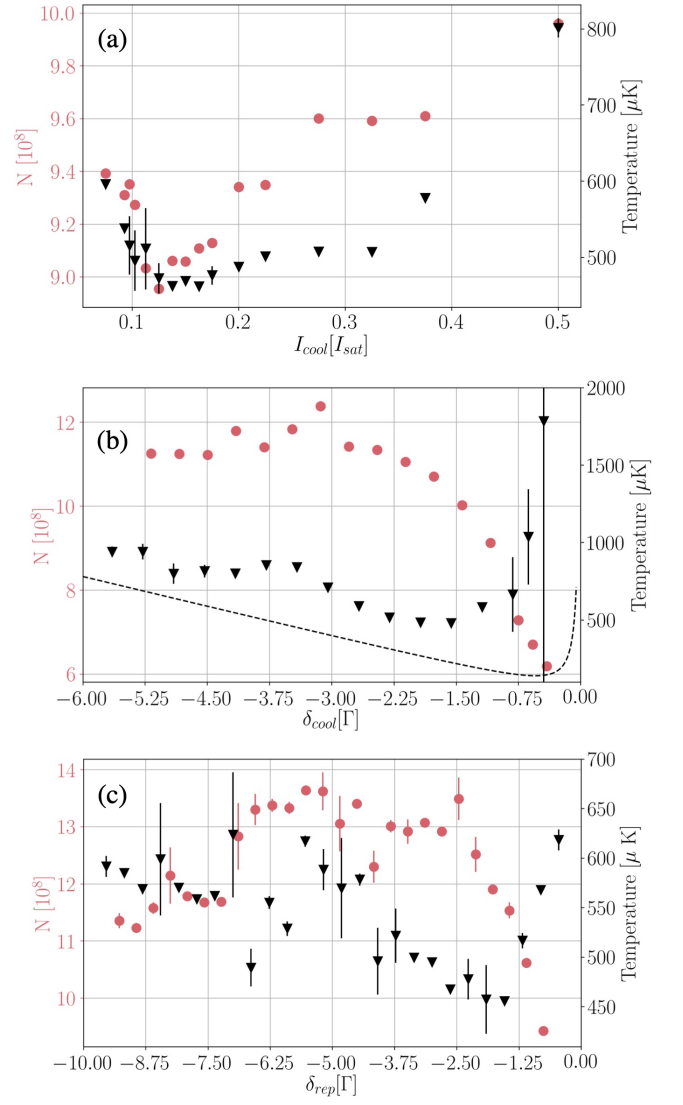 (a)
N [10⁸]
10.0
9.8
9.6
9.4
9.2
9.0
800
700
600
500
Temperature [μK]
0.1 0.2 0.3 0.4 0.5
I_cool[I_sat]
(b)
N [10⁸]
12
10
8
6
2000
1500
1000
500
Temperature [μK]
−6.00 −5.25 −4.50 −3.75 −3.00 −2.25 −1.50 −0.75 0.00
δ_cool[Γ]
(c)
N [10⁸]
14
13
12
11
10
700
650
600
550
500
450
Temperature [μ K]
−10.00 −8.75 −7.50 −6.25 −5.00 −3.75 −2.50 −1.25 0.00
δ_rep[Γ]